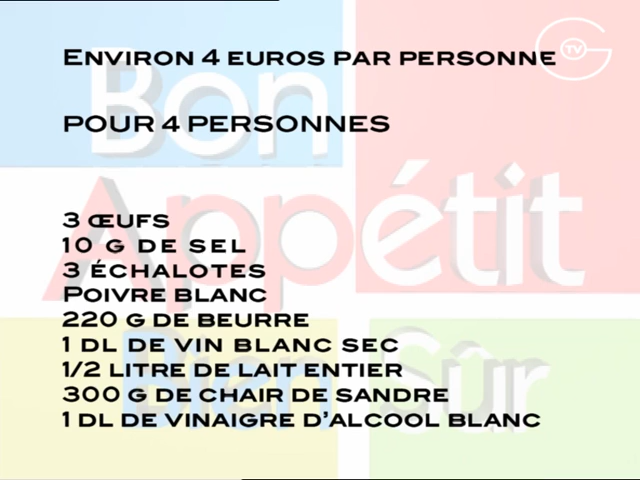 TV G
ENVIRON 4 EUROS PAR PERSONNE
POUR 4 PERSONNES
3 ŒUFS
10 G DE SEL
3 ÉCHALOTES
POIVRE BLANC
220 G DE BEURRE
1 DL DE VIN BLANC SEC
1/2 LITRE DE LAIT ENTIER
300 G DE CHAIR DE SANDRE
1 DL DE VINAIGRE D'ALCOOL BLANC
Bon
Appétit
Bien Sûr